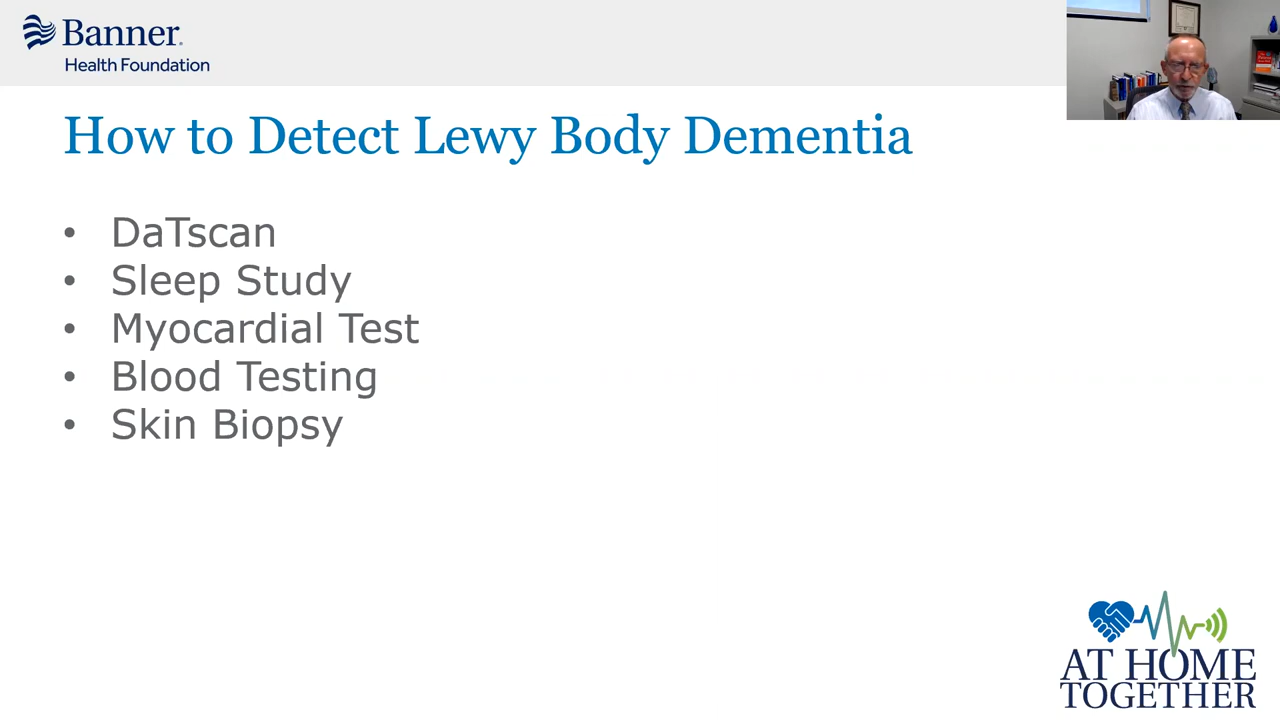 Banner
Health Foundation
How to Detect Lewy Body Dementia
• DaTscan
• Sleep Study
• Myocardial Test
• Blood Testing
• Skin Biopsy
AT HOME
TOGETHER